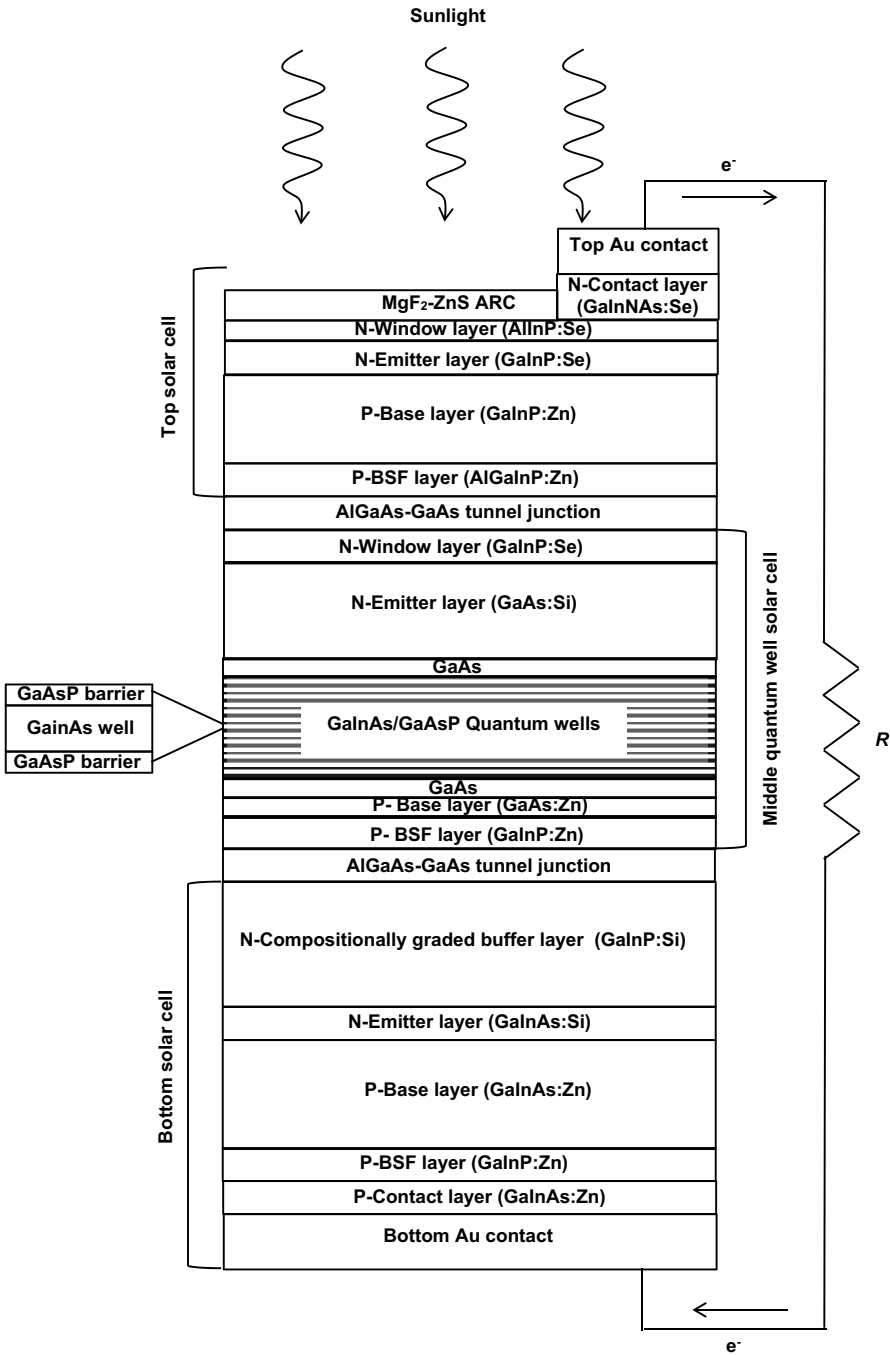 Sunlight
e-
Top Au contact
N-Contact layer
(GaInNAs:Se)
MgF2-ZnS ARC
N-Window layer (AlInP:Se)
N-Emitter layer (GaInP:Se)
P-Base layer (GaInP:Zn)
P-BSF layer (AlGaInP:Zn)
Top solar cell
AlGaAs-GaAs tunnel junction
N-Window layer (GaInP:Se)
N-Emitter layer (GaAs:Si)
GaAs
GaAsP barrier
GainAs well
GaAsP barrier
GaInAs/GaAsP Quantum wells
GaAs
P- Base layer (GaAs:Zn)
P- BSF layer (GaInP:Zn)
Middle quantum well solar cell
R
AlGaAs-GaAs tunnel junction
N-Compositionally graded buffer layer (GaInP:Si)
N-Emitter layer (GaInAs:Si)
P-Base layer (GaInAs:Zn)
P-BSF layer (GaInP:Zn)
P-Contact layer (GaInAs:Zn)
Bottom Au contact
Bottom solar cell
e-